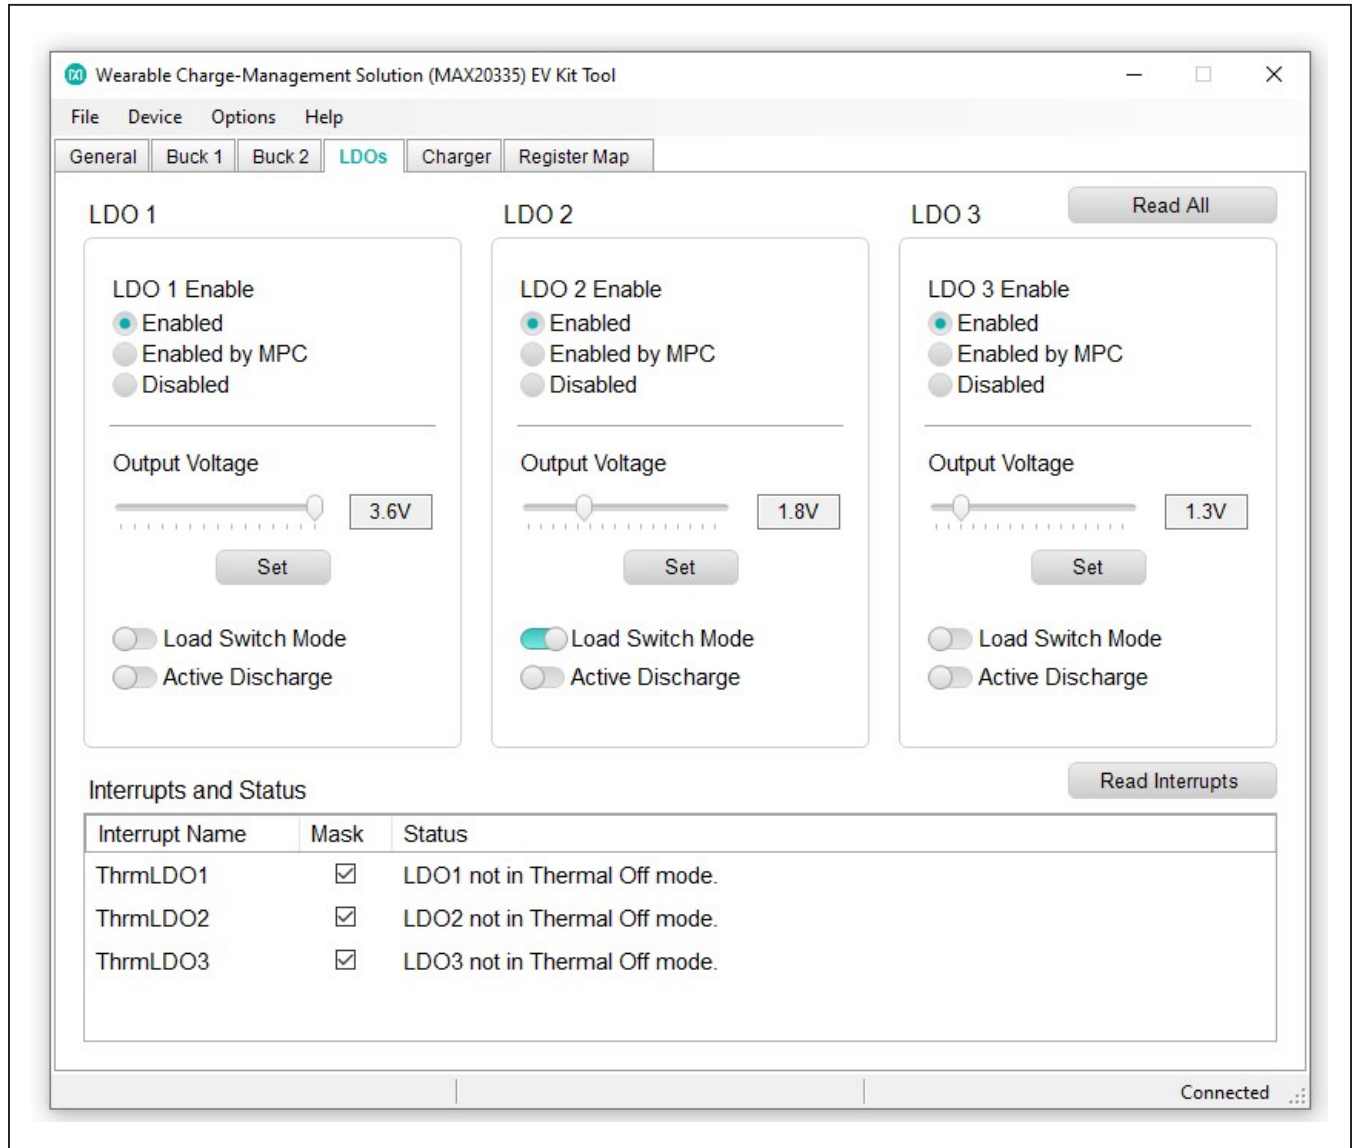 Wearable Charge-Management Solution (MAX20335) EV Kit Tool
File Device Options Help
General Buck 1 Buck 2 LDOs Charger Register Map
Read All
LDO 1
LDO 1 Enable
Enabled
Enabled by MPC
Disabled
Output Voltage
3.6V
Set
Load Switch Mode
Active Discharge
LDO 2
LDO 2 Enable
Enabled
Enabled by MPC
Disabled
Output Voltage
1.8V
Set
Load Switch Mode
Active Discharge
LDO 3
LDO 3 Enable
Enabled
Enabled by MPC
Disabled
Output Voltage
1.3V
Set
Load Switch Mode
Active Discharge
Interrupts and Status
Read Interrupts
Interrupt Name Mask Status
ThrmLDO1 LDO1 not in Thermal Off mode.
ThrmLDO2 LDO2 not in Thermal Off mode.
ThrmLDO3 LDO3 not in Thermal Off mode.
Connected